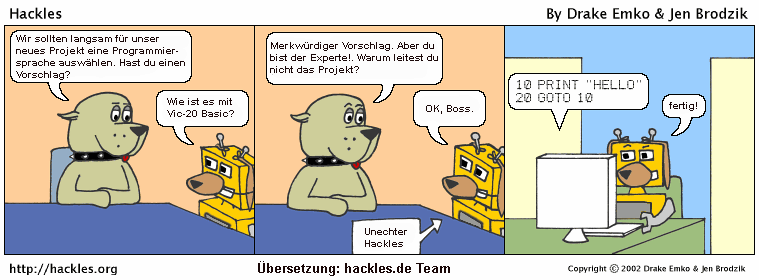 Hackles
By Drake Emko & Jen Brodzik
Wir sollten langsam für unser
neues Projekt eine Programmier-
sprache auswählen. Hast du einen
Vorschlag?
Wie ist es mit
Vic-20 Basic?
Merkwürdiger Vorschlag. Aber du
bist der Experte!. Warum leitest du
nicht das Projekt?
OK, Boss.
Unechter
Hackles
10 PRINT "HELLO"
20 GOTO 10
fertig!
http://hackles.org
Übersetzung: hackles.de Team
Copyright © 2002 Drake Emko & Jen Brodzik